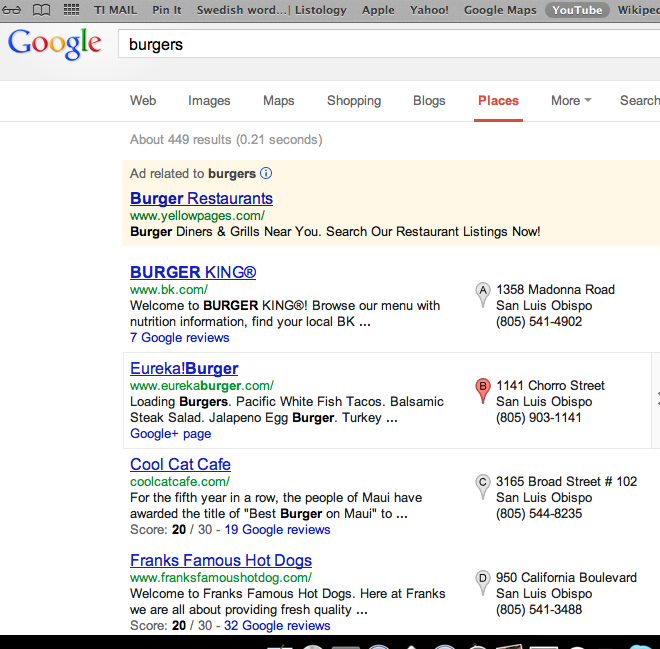 TI MAIL Pin It Swedish word...| Listology Apple Yahoo! Google Maps YouTube
Google burgers
Web Images Maps Shopping Blogs Places More Search
About 449 results (0.21 seconds)
Ad related to burgers
Burger Restaurants
www.yellowpages.com/
Burger Diners & Grills Near You. Search Our Restaurant Listings Now!
BURGER KING®
www.bk.com/
Welcome to BURGER KING®! Browse our menu with
nutrition information, find your local BK ...
7 Google reviews
A 1358 Madonna Road
San Luis Obispo
(805) 541-4902
Eureka!Burger
www.eurekaburger.com/
Loading Burgers. Pacific White Fish Tacos. Balsamic
Steak Salad. Jalapeno Egg Burger. Turkey ...
Google+ page
B 1141 Chorro Street
San Luis Obispo
(805) 903-1141
Cool Cat Cafe
coolcatcafe.com/
For the fifth year in a row, the people of Maui have
awarded the title of "Best Burger on Maui" to ...
Score: 20 / 30 - 19 Google reviews
C 3165 Broad Street # 102
San Luis Obispo
(805) 544-8235
Franks Famous Hot Dogs
www.franksfamoushotdog.com/
Welcome to Franks Famous Hot Dogs. Here at Franks
we are all about providing fresh quality ...
Score: 20 / 30 - 32 Google reviews
D 950 California Boulevard
San Luis Obispo
(805) 541-3488